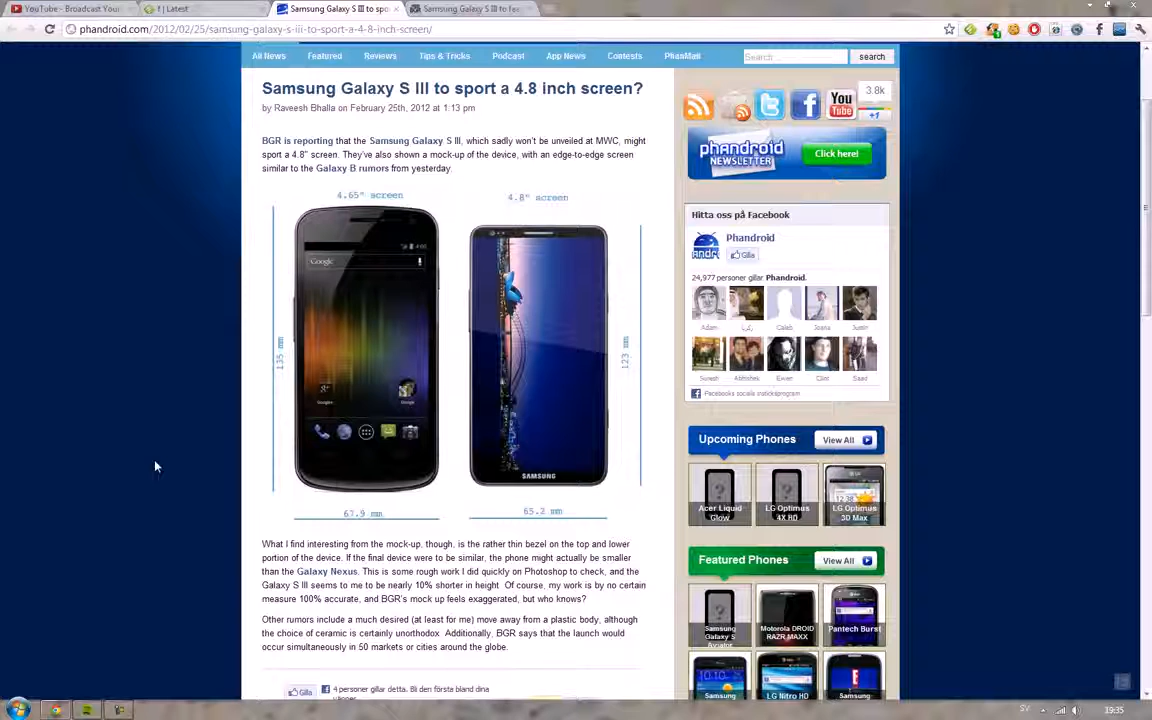 YouTube - Broadcast Your
Latest
Samsung Galaxy S III to spo
Samsung Galaxy S III to fea
phandroid.com/2012/02/25/samsung-galaxy-s-iii-to-sport-a-4-8-inch-screen/
All News Featured Reviews Tips & Tricks Podcast App News Contests PhanMail Search... search
Samsung Galaxy S III to sport a 4.8 inch screen?
by Raveesh Bhalla on February 25th, 2012 at 1:13 pm
BGR is reporting that the Samsung Galaxy S III, which sadly won't be unveiled at MWC, might
sport a 4.8" screen. They've also shown a mock-up of the device, with an edge-to-edge screen
similar to the Galaxy B rumors from yesterday.
4.65" screen
4.8" screen
Google
135 mm
123 mm
SAMSUNG
67.9 mm
65.2 mm
What I find interesting from the mock-up, though, is the rather thin bezel on the top and lower
portion of the device. If the final device were to be similar, the phone might actually be smaller
than the Galaxy Nexus. This is some rough work I did quickly on Photoshop to check, and the
Galaxy S III seems to me to be nearly 10% shorter in height. Of course, my work is by no certain
measure 100% accurate, and BGR's mock up feels exaggerated, but who knows?
Other rumors include a much desired (at least for me) move away from a plastic body, although
the choice of ceramic is certainly unorthodox. Additionally, BGR says that the launch would
occur simultaneously in 50 markets or cities around the globe.
Gilla
4 personer gillar detta. Bli den första bland dina
vänner.
3.8k
+1
You
Tube
phandroid
NEWSLETTER
Click here!
Hitta oss på Facebook
Phandroid
Gilla
24,977 personer gillar Phandroid.
Adam Caleb Joana Justin
Suresh Abhishek Ewen Clint Saad
Facebooks sociala insticksprogram
Upcoming Phones View All
Acer Liquid
Glow
LG Optimus
4X HD
LG Optimus
3D Max
Featured Phones View All
Samsung
Galaxy S
Aviator
Motorola DROID
RAZR MAXX
Pantech Burst
Samsung
LG Nitro HD
Samsung
SV
19:35